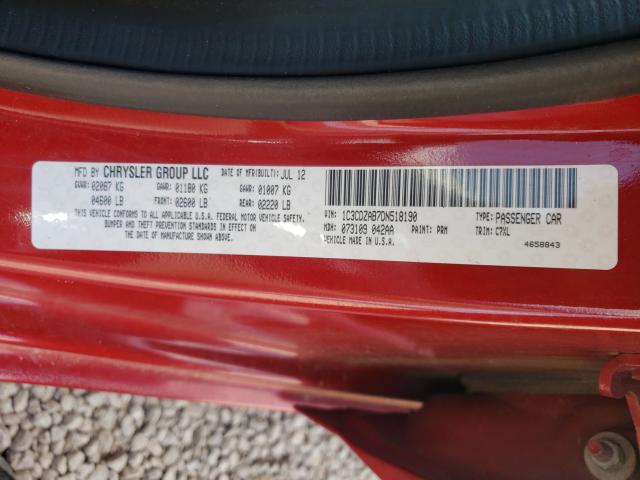 MFD BY CHRYSLER GROUP LLC DATE OF MFR(BUILT): JUL 12
GVWR: 02087 KG GAWR: 01180 KG GAWR: 01007 KG
04600 LB FRONT: 02600 LB REAR: 02220 LB
THIS VEHICLE CONFORMS TO ALL U.S.A. FEDERAL MOTOR VEHICLE SAFETY,
BUMPER AND THEFT PREVENTION STANDARDS IN EFFECT ON
THE DATE OF MANUFACTURE SHOWN ABOVE.
VIN: 1C3CDZAB7DN518190 TYPE: PASSENGER CAR
MDH: 073109 042AA PAINT: PRM TRIM: C7XL
VEHICLE MADE IN U.S.A.
4658843